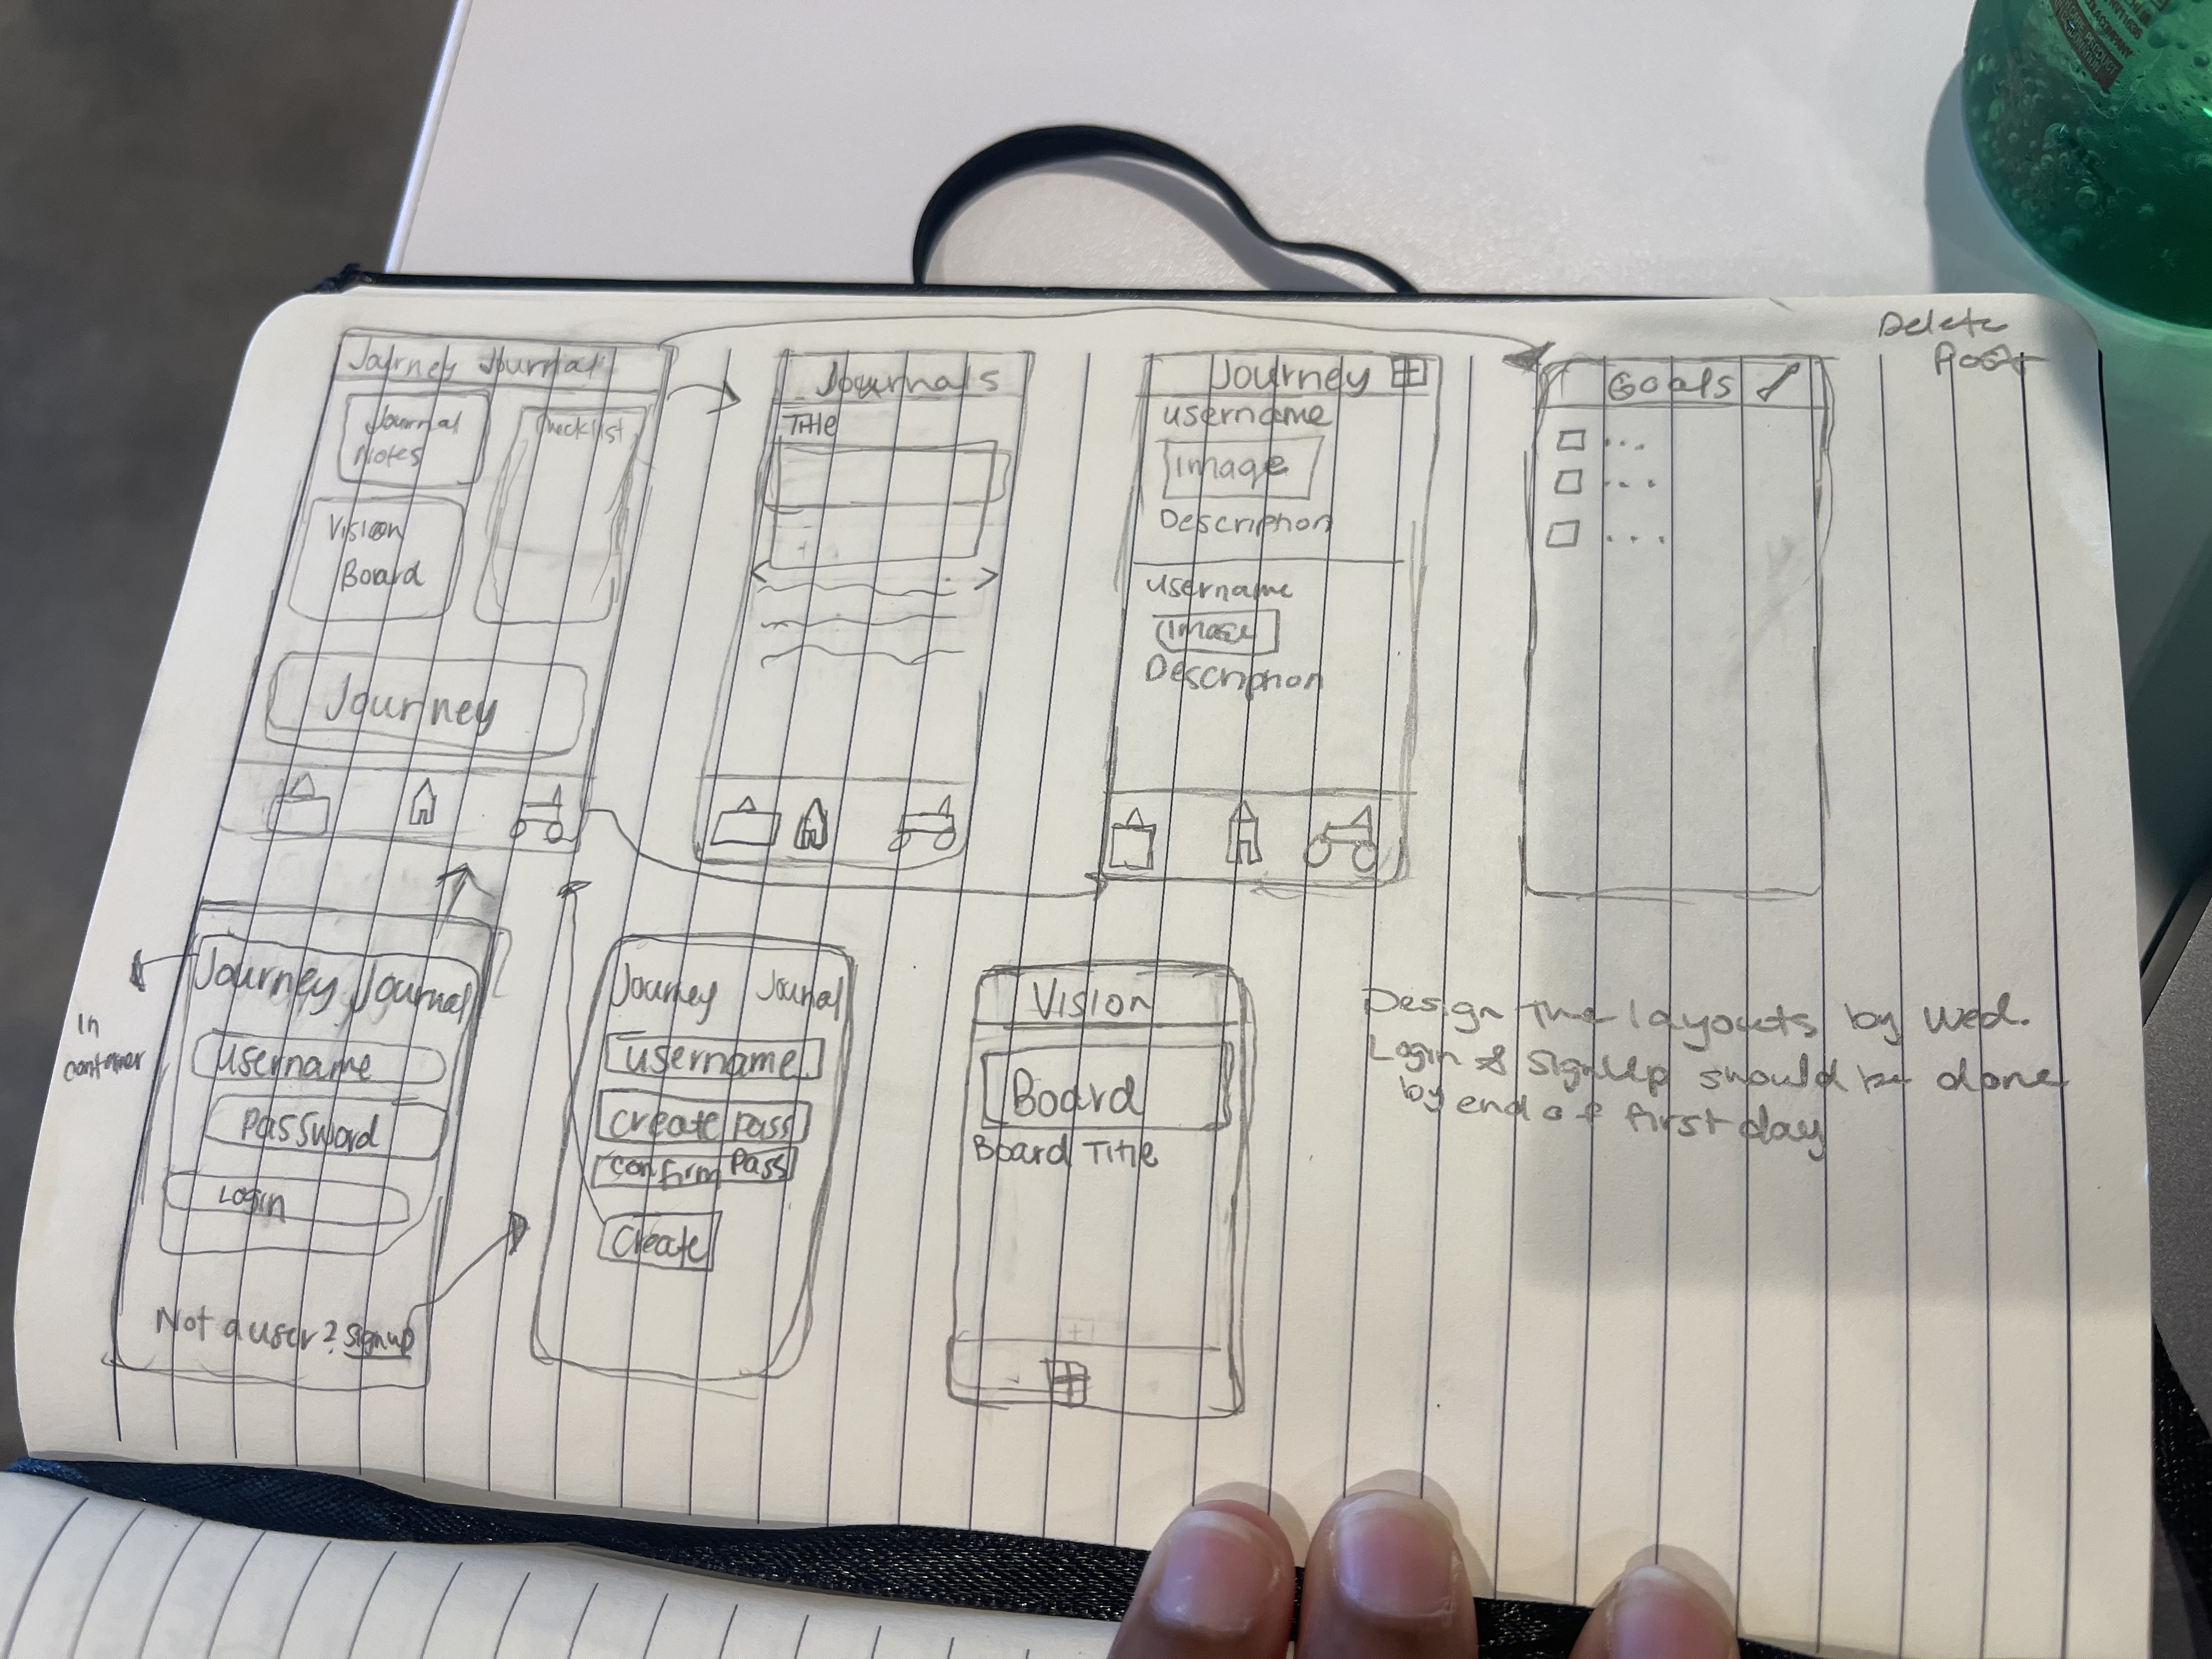 Journey Journal
Journal
Notes
Checklist
Vision
Board
Journey
Journals
Title
Journey
username
Image
Description
username
Image
Description
Goals
Delete
Post
Journey Journal
username
Password
Login
Not a user? Signup
in
container
Journey Journal
username
create pass
confirm pass
Create
Vision
Board
Board Title
Design the layouts by wed.
Login & Signup should be done
by end of first day